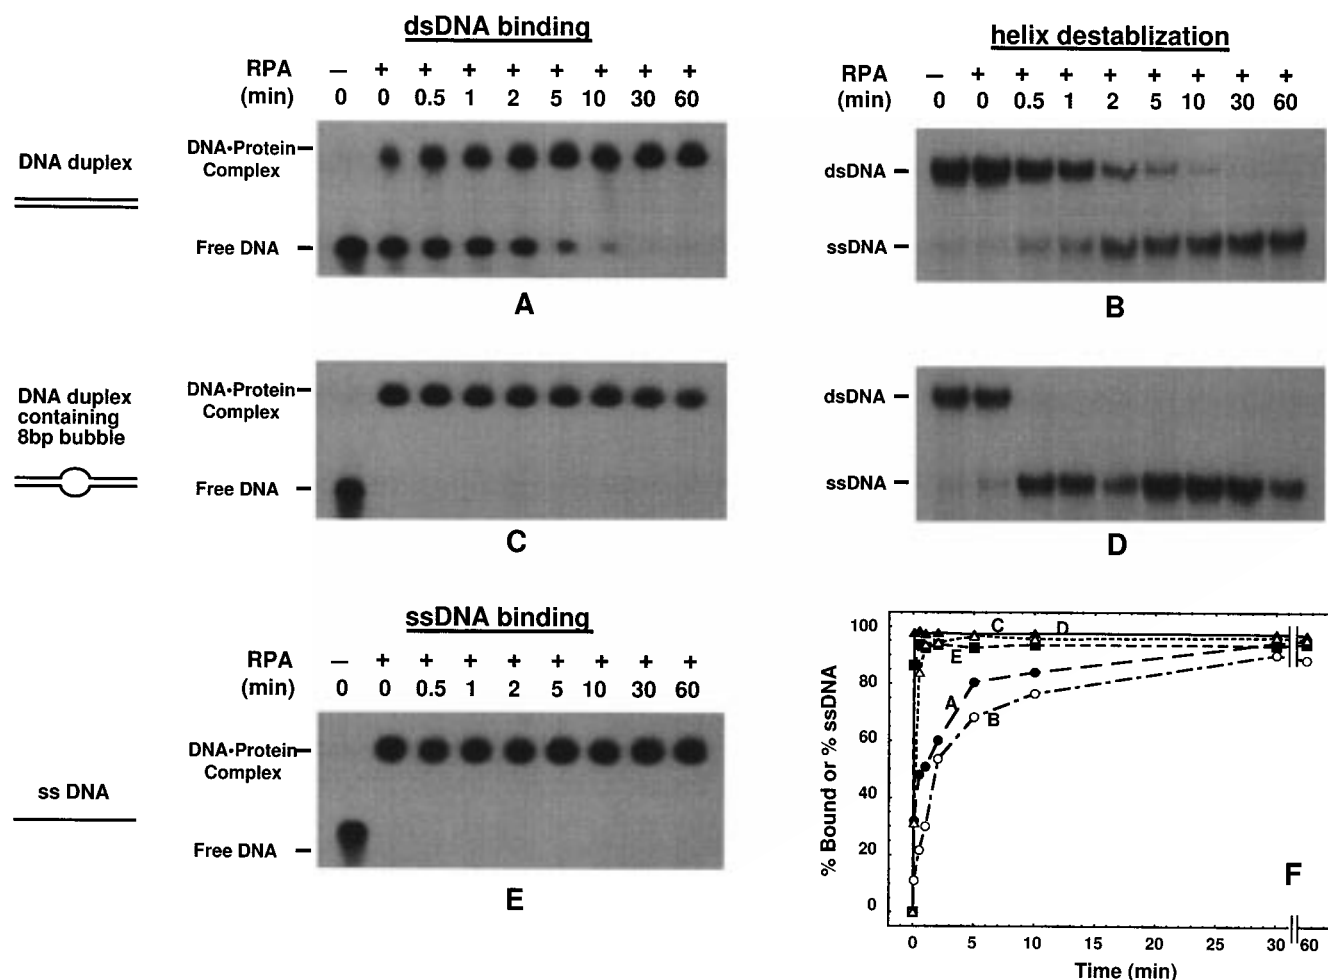 dsDNA binding
RPA − + + + + + + + +
(min) 0 0 0.5 1 2 5 10 30 60
DNA duplex
DNA•Protein
Complex
Free DNA
A
helix destablization
RPA − + + + + + + + +
(min) 0 0 0.5 1 2 5 10 30 60
dsDNA
ssDNA
B
DNA duplex
containing
8bp bubble
DNA•Protein
Complex
Free DNA
C
dsDNA
ssDNA
D
ssDNA binding
RPA − + + + + + + + +
(min) 0 0 0.5 1 2 5 10 30 60
ss DNA
DNA•Protein
Complex
Free DNA
E
% Bound or % ssDNA
100
80
60
40
20
0
C
D
E
A
B
F
0 5 10 15 20 25 30 60
Time (min)